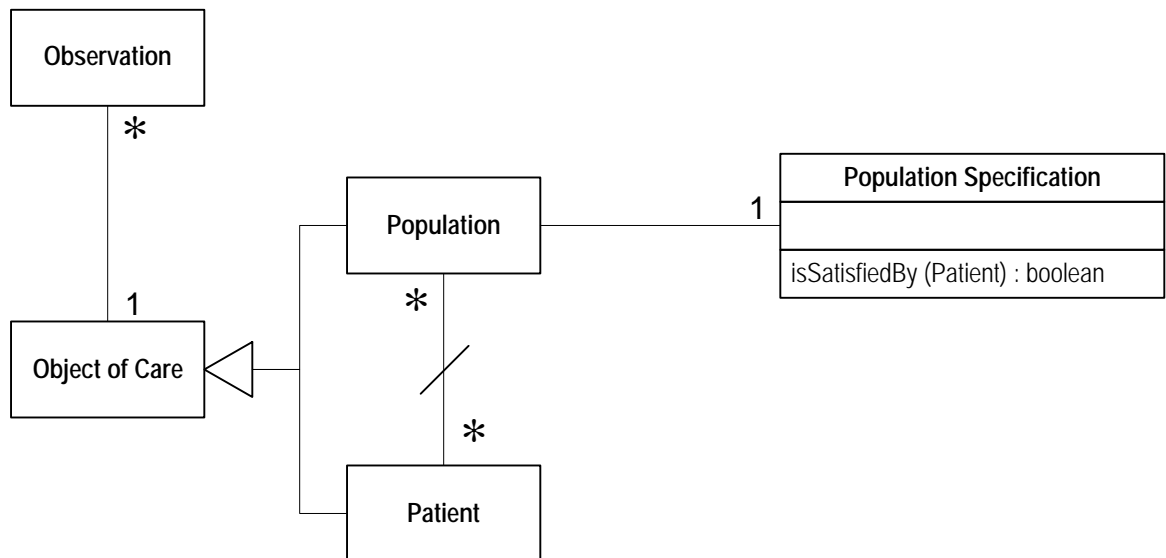 Observation
*
Population Specification
Population
1
isSatisfiedBy (Patient) : boolean
*
1
Object of Care
*
Patient